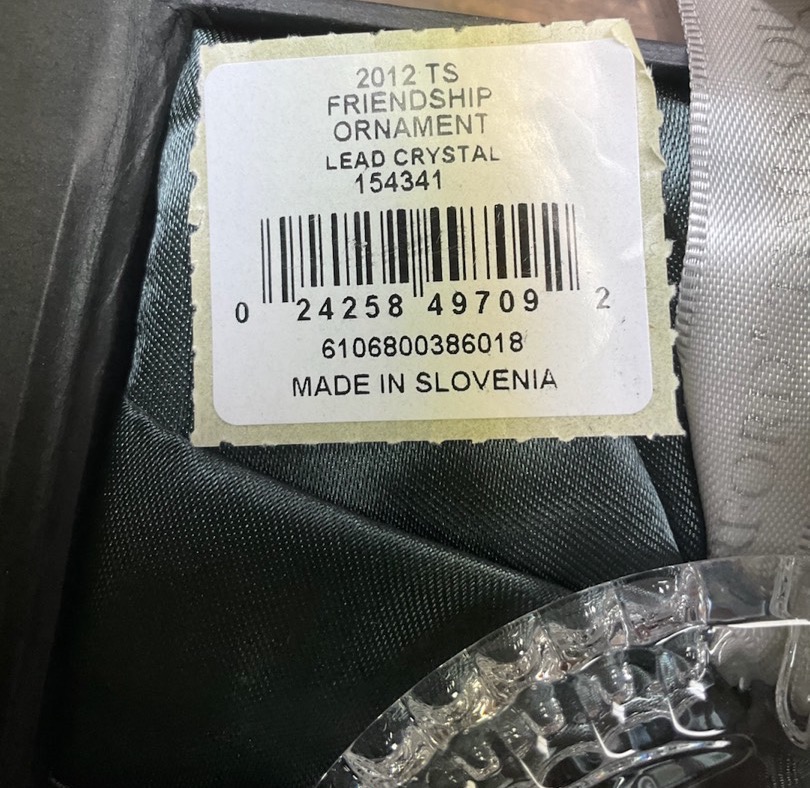 2012 TS
FRIENDSHIP
ORNAMENT
LEAD CRYSTAL
154341
0 24258 49709 2
6106800386018
MADE IN SLOVENIA